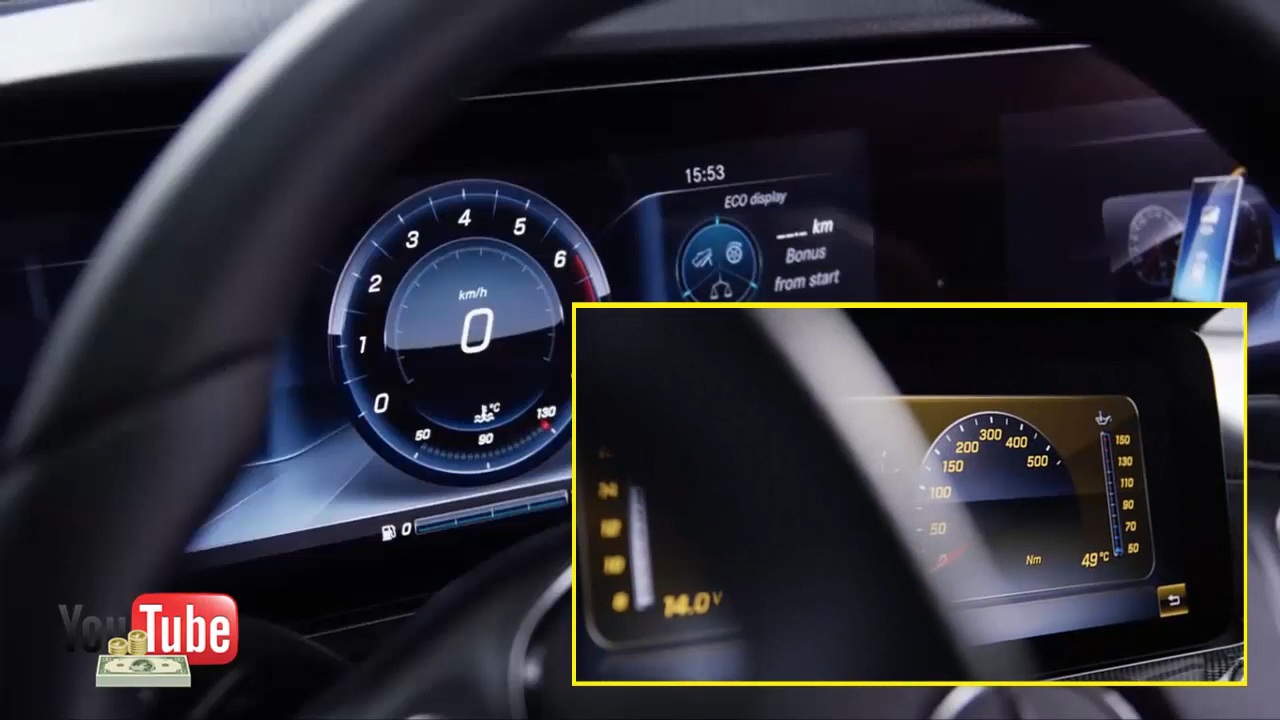 15:53
ECO display
km
Bonus
from start
4
3
5
2
6
km/h
1
0
0
°C
130
50
90
0
200
300
400
150
500
100
50
0
Nm
150
130
110
90
70
50
49°C
14.0 V
YouTube